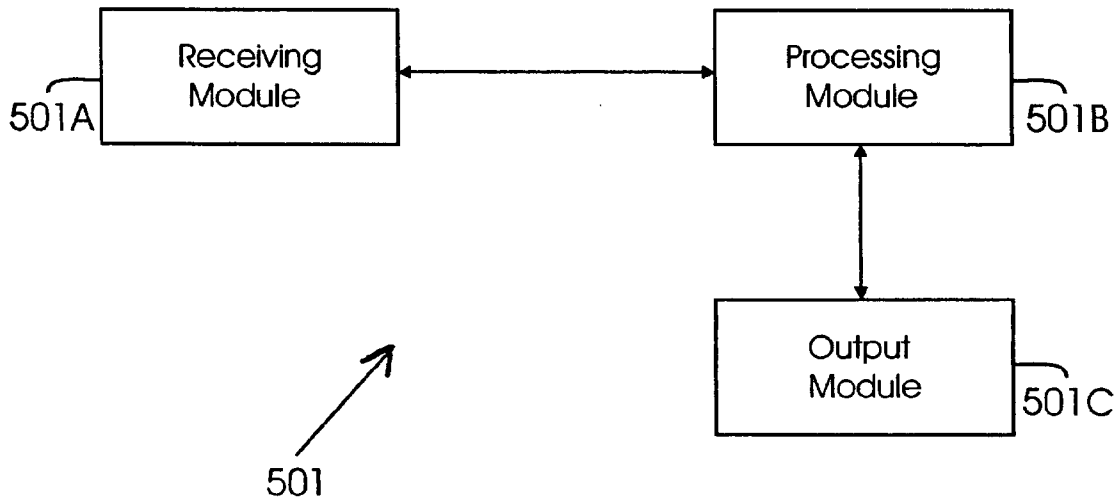 Receiving
Module
501A
Processing
Module
501B
Output
Module
501C
501